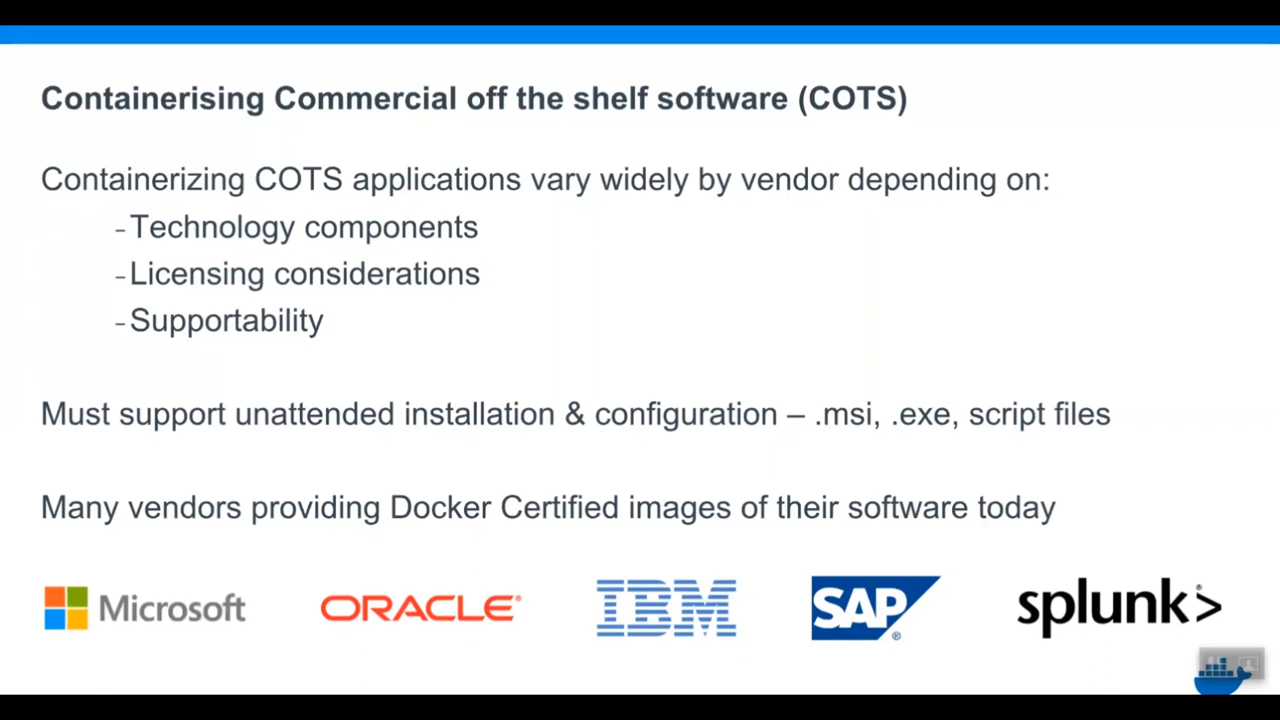 Containerising Commercial off the shelf software (COTS)
Containerizing COTS applications vary widely by vendor depending on:
-Technology components
-Licensing considerations
-Supportability
Must support unattended installation & configuration – .msi, .exe, script files
Many vendors providing Docker Certified images of their software today
Microsoft ORACLE® IBM SAP® splunk>